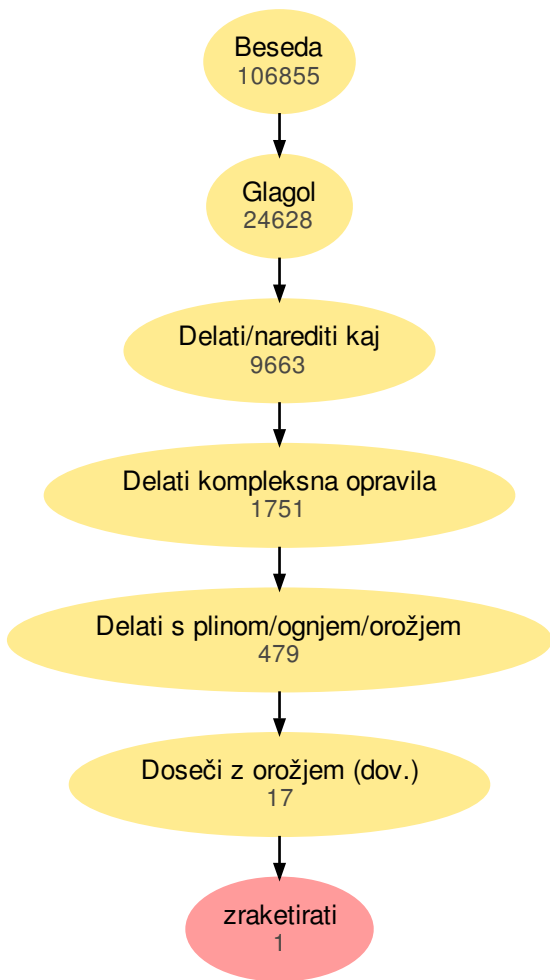 Beseda
106855
Glagol
24628
Delati/narediti kaj
9663
Delati kompleksna opravila
1751
Delati s plinom/ognjem/orožjem
479
Doseči z orožjem (dov.)
17
zraketirati
1